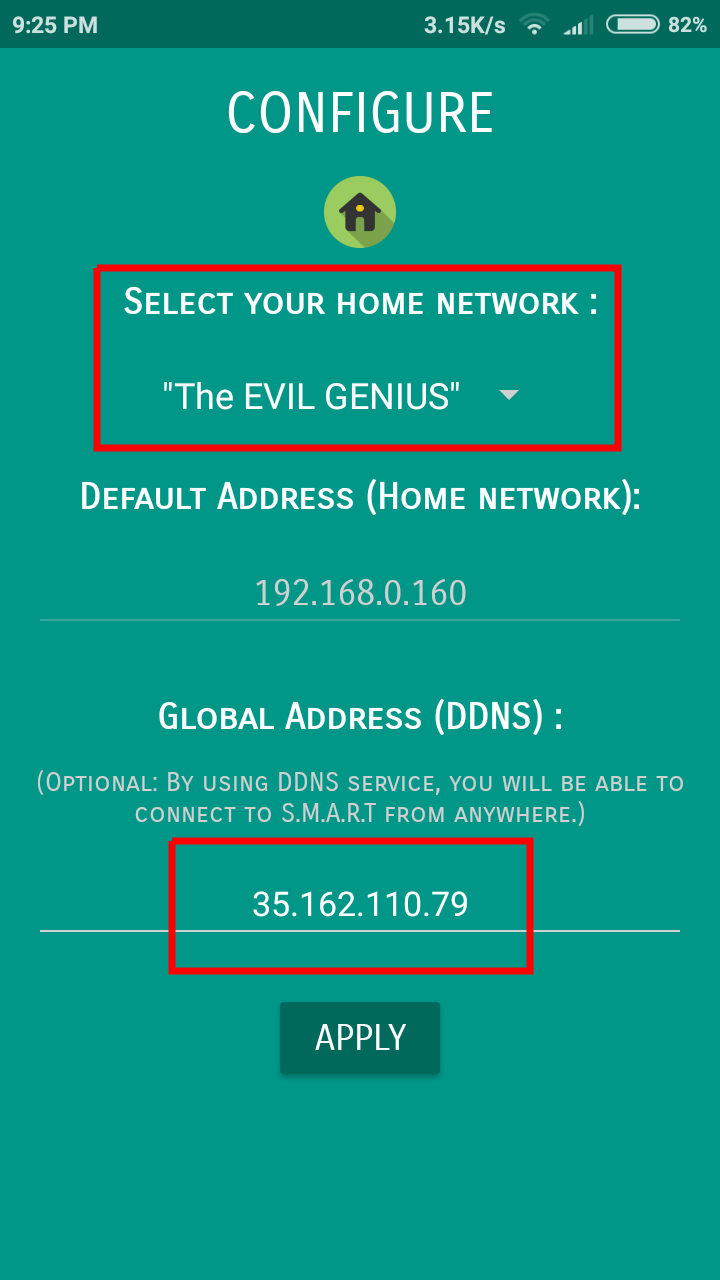 9:25 PM 3.15K/s 82%
CONFIGURE
Select your home network :
"The EVIL GENIUS"
Default Address (Home network):
192.168.0.160
Global Address (DDNS) :
(Optional: By using DDNS service, you will be able to
connect to S.M.A.R.T from anywhere.)
35.162.110.79
APPLY